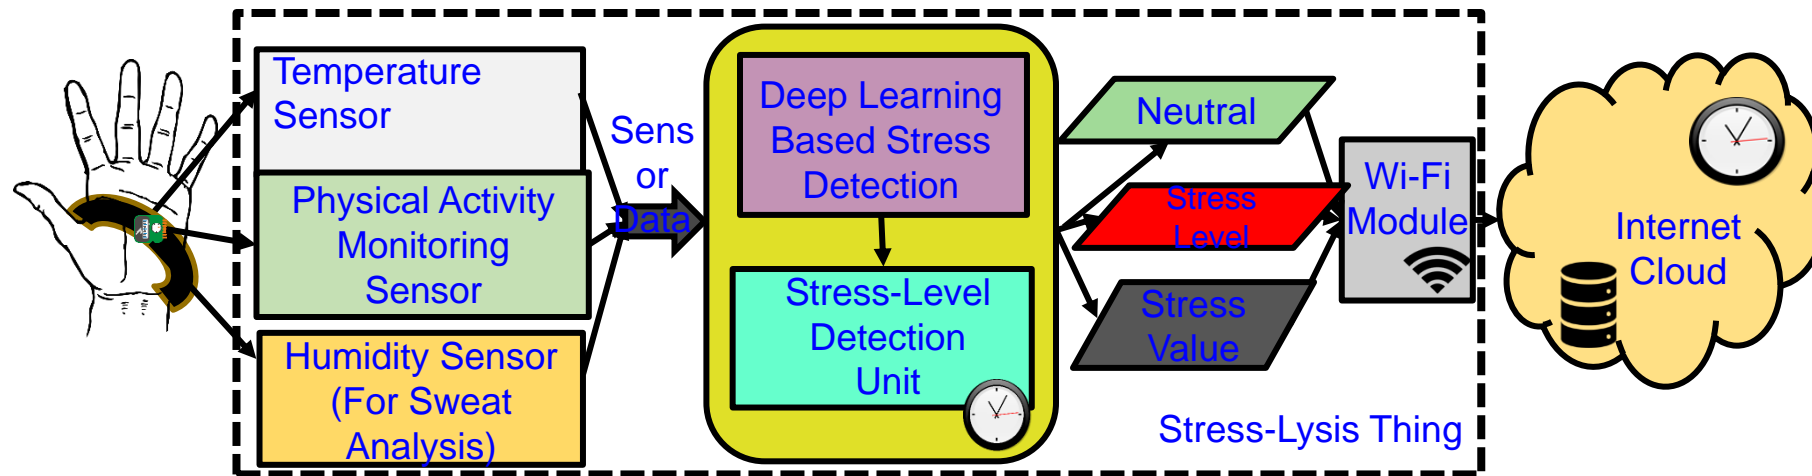 Temperature
Sensor
Physical Activity
Monitoring
Sensor
Humidity Sensor
(For Sweat
Analysis)
Sens
or
Data
Deep Learning
Based Stress
Detection
Stress-Level
Detection
Unit
Neutral
Stress
Level
Stress
Value
Wi-Fi
Module
Internet
Cloud
Stress-Lysis Thing